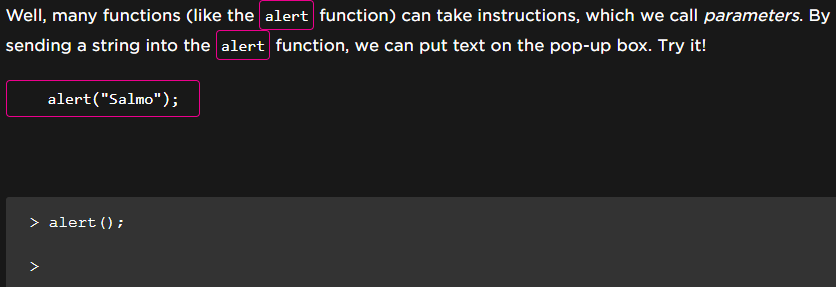 Well, many functions (like the alert function) can take instructions, which we call parameters. By
sending a string into the alert function, we can put text on the pop-up box. Try it!
alert("Salmo");
> alert();
>